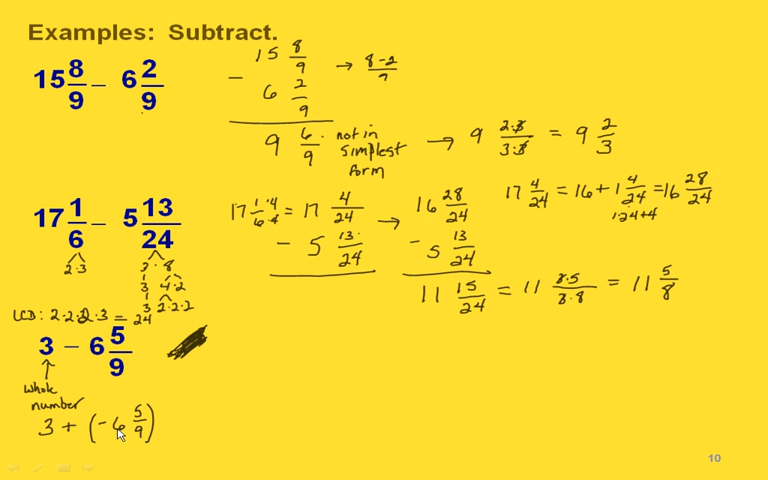 Examples: Subtract.
15 8/9 – 6 2/9
15 8/9 → 8-2/9
– 6 2/9
9 6/9 . not in simplest form → 9 2·3/3·3 = 9 2/3
17 1/6 – 5 13/24
2·3
3·8
3 4·2
3 2·2·2
LCD: 2·2·2·3 = 24
17 1·4/6·4 = 17 4/24 → 16 28/24
- 5 13/24
- 5 13/24
17 4/24 = 16 + 1 4/24 = 16 28/24
1·24+4
11 15/24 = 11 3·5/3·8 = 11 5/8
3 – 6 5/9
whole
number
3 + (-6 5/9)
10